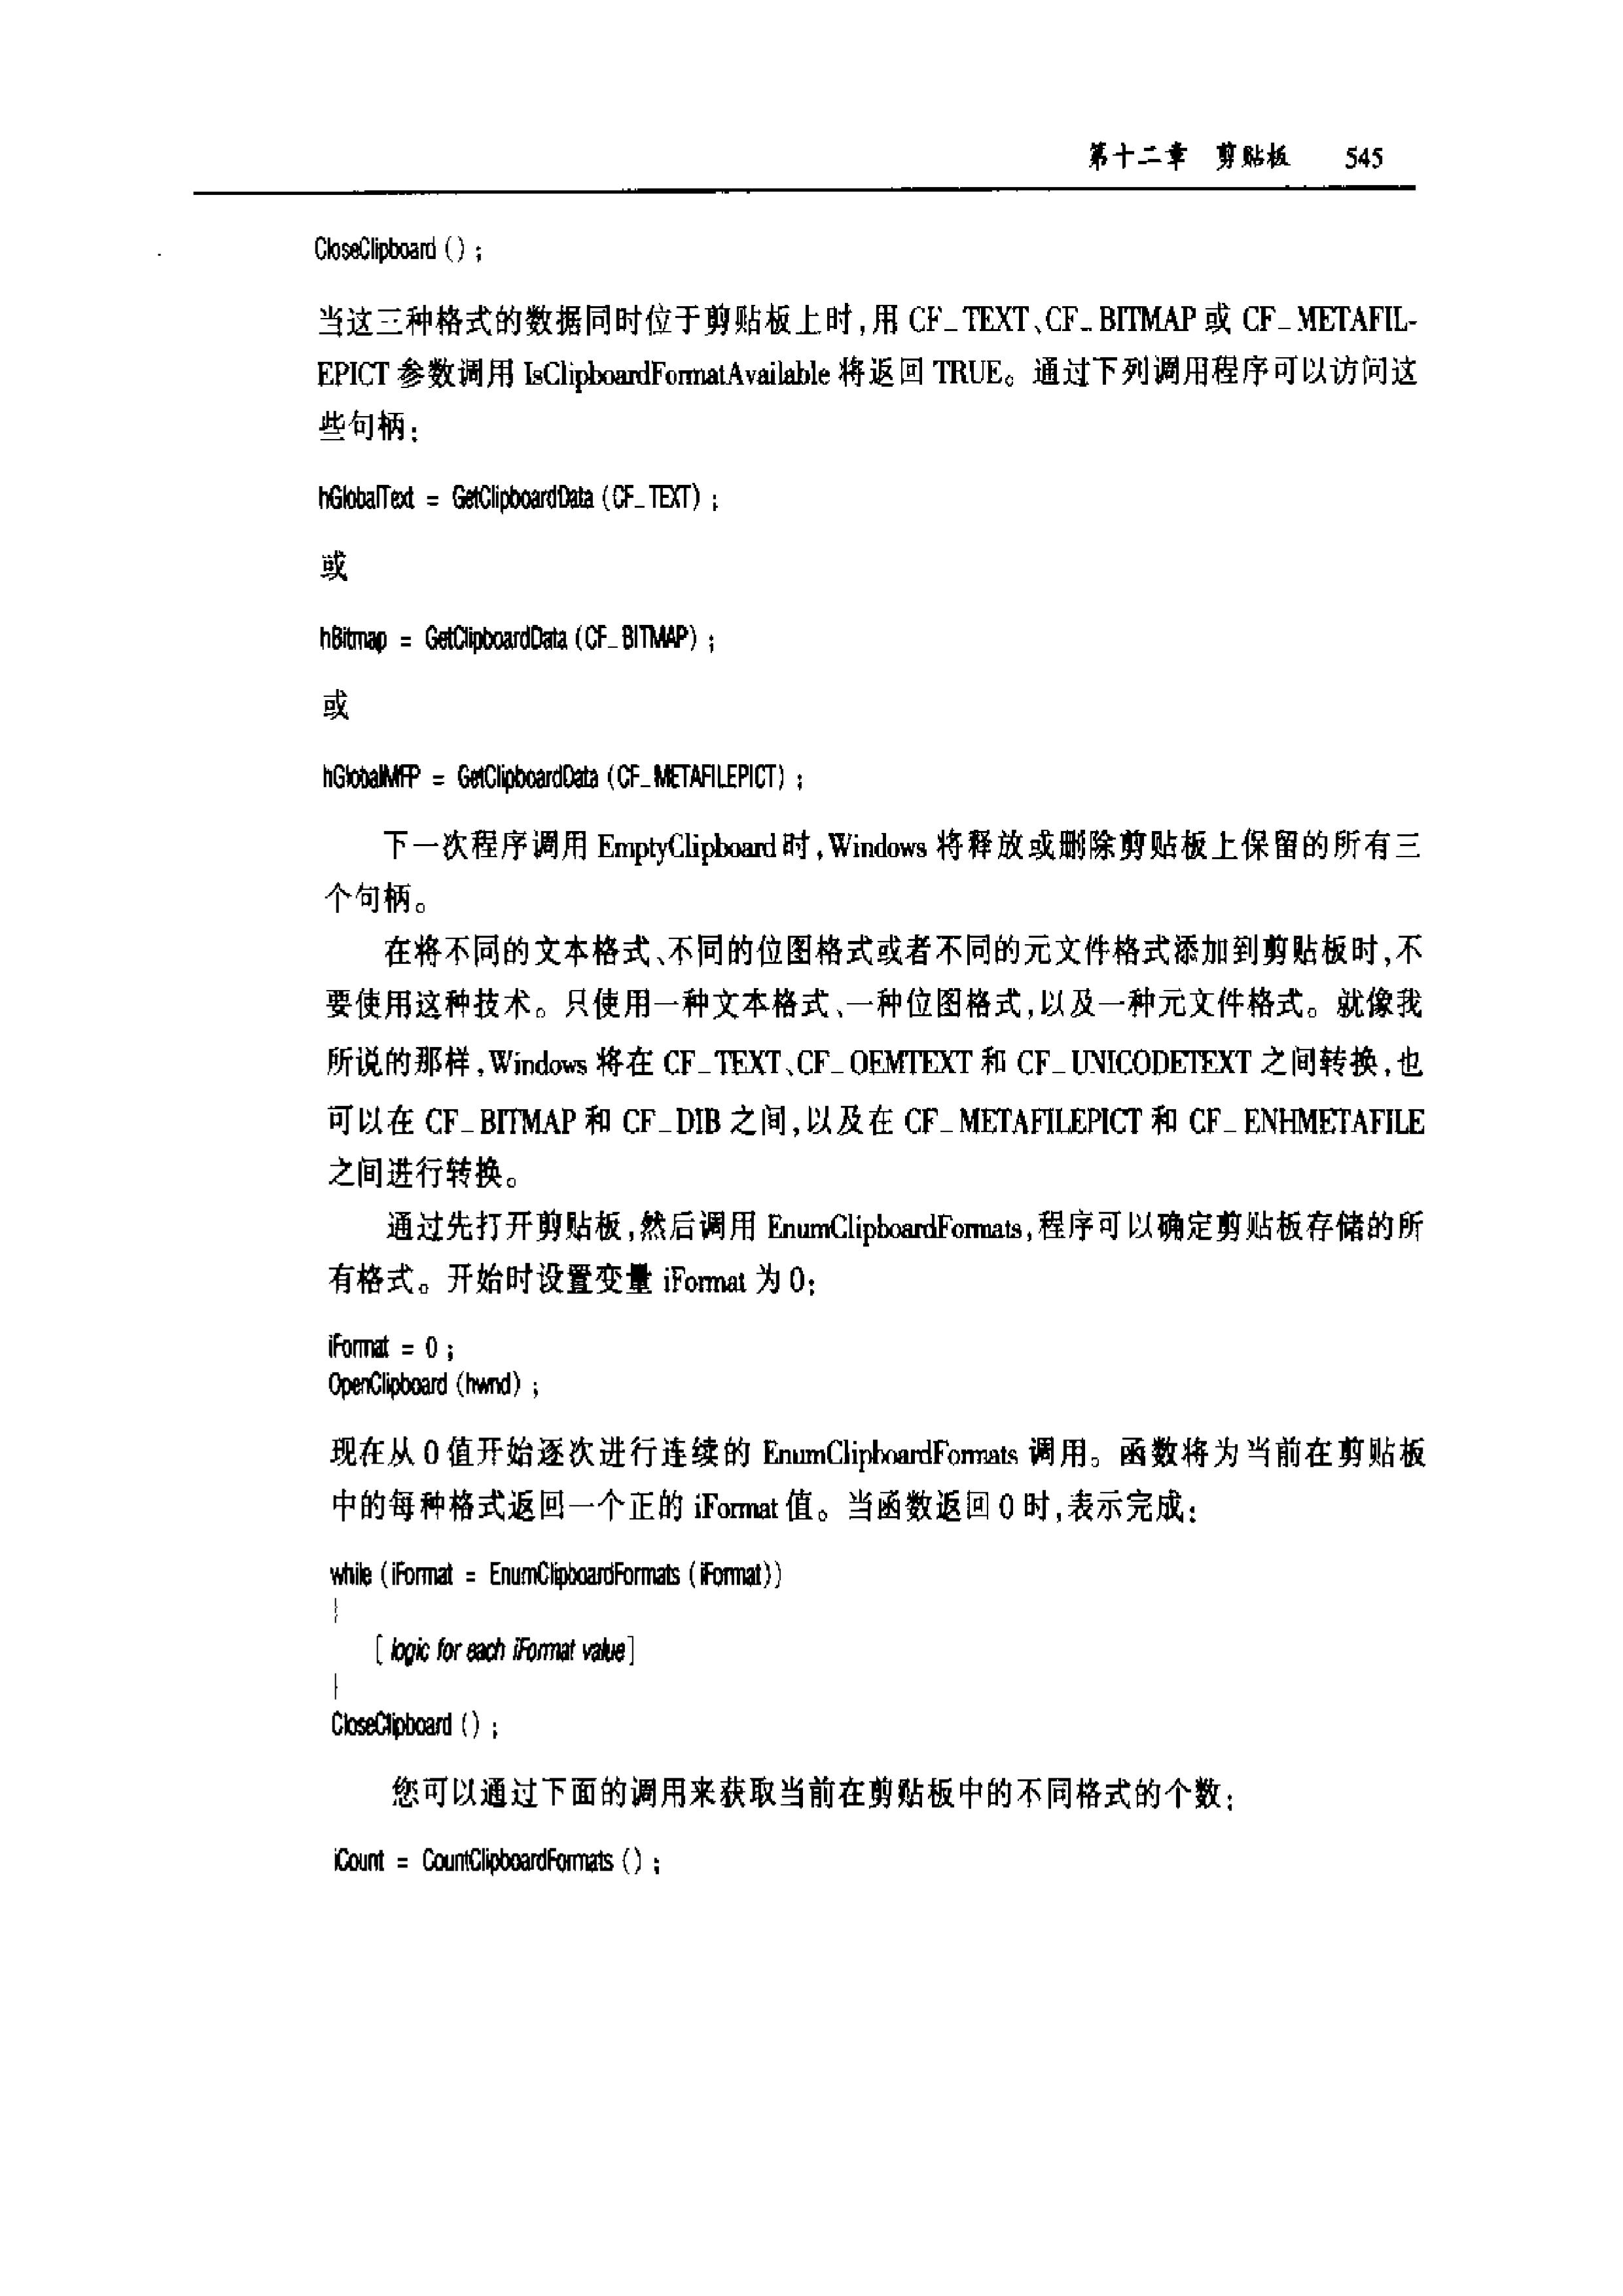 第十二章 剪贴板 545
CloseClipboard () ;
当这三种格式的数据同时位于剪贴板上时,用 CF_TEXT、CF_BITMAP 或 CF_METAFIL-
EPICT 参数调用 IsClipboardFormatAvailable 将返回 TRUE。通过下列调用程序可以访问这
些句柄:
hGlobalText = GetClipboardData (CF_TEXT) ;
或
hBitmap = GetClipboardData (CF_BITMAP) ;
或
hGlobalMFP = GetClipboardData (CF_METAFILEPICT) ;
下一次程序调用 EmptyClipboard 时,Windows 将释放或删除剪贴板上保留的所有三
个句柄。
在将不同的文本格式、不同的位图格式或者不同的元文件格式添加到剪贴板时,不
要使用这种技术。只使用一种文本格式、一种位图格式,以及一种元文件格式。就像我
所说的那样,Windows 将在 CF_TEXT、CF_OEMTEXT 和 CF_UNICODETEXT 之间转换,也
可以在 CF_BITMAP 和 CF_DIB 之间,以及在 CF_METAFILEPICT 和 CF_ENHMETAFILE
之间进行转换。
通过先打开剪贴板,然后调用 EnumClipboardFormats,程序可以确定剪贴板存储的所
有格式。开始时设置变量 iFormat 为 0:
iFormat = 0 ;
OpenClipboard (hwnd) ;
现在从 0 值开始逐次进行连续的 EnumClipboardFormats 调用。函数将为当前在剪贴板
中的每种格式返回一个正的 iFormat 值。当函数返回 0 时,表示完成:
while (iFormat = EnumClipboardFormats (iFormat))
{
[logic for each iFormat value]
}
CloseClipboard () ;
您可以通过下面的调用来获取当前在剪贴板中的不同格式的个数:
iCount = CountClipboardFormats () ;